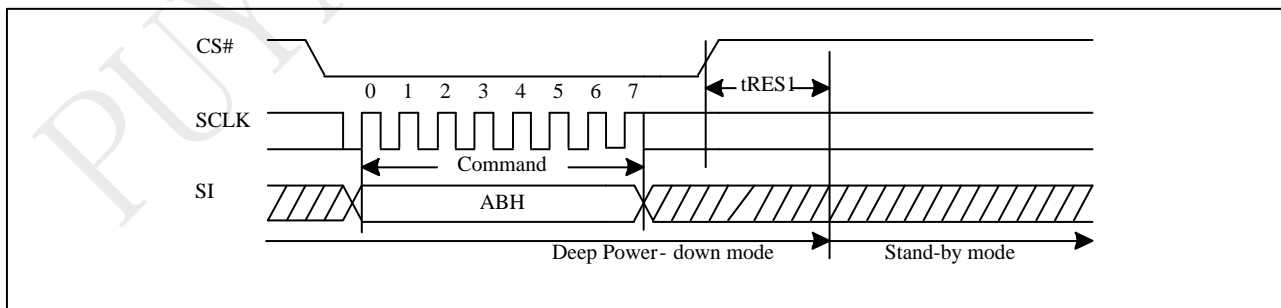 PUY
CS#
tRES1
0 1 2 3 4 5 6 7
SCLK
Command
SI
ABH
Deep Power- down mode
Stand-by mode